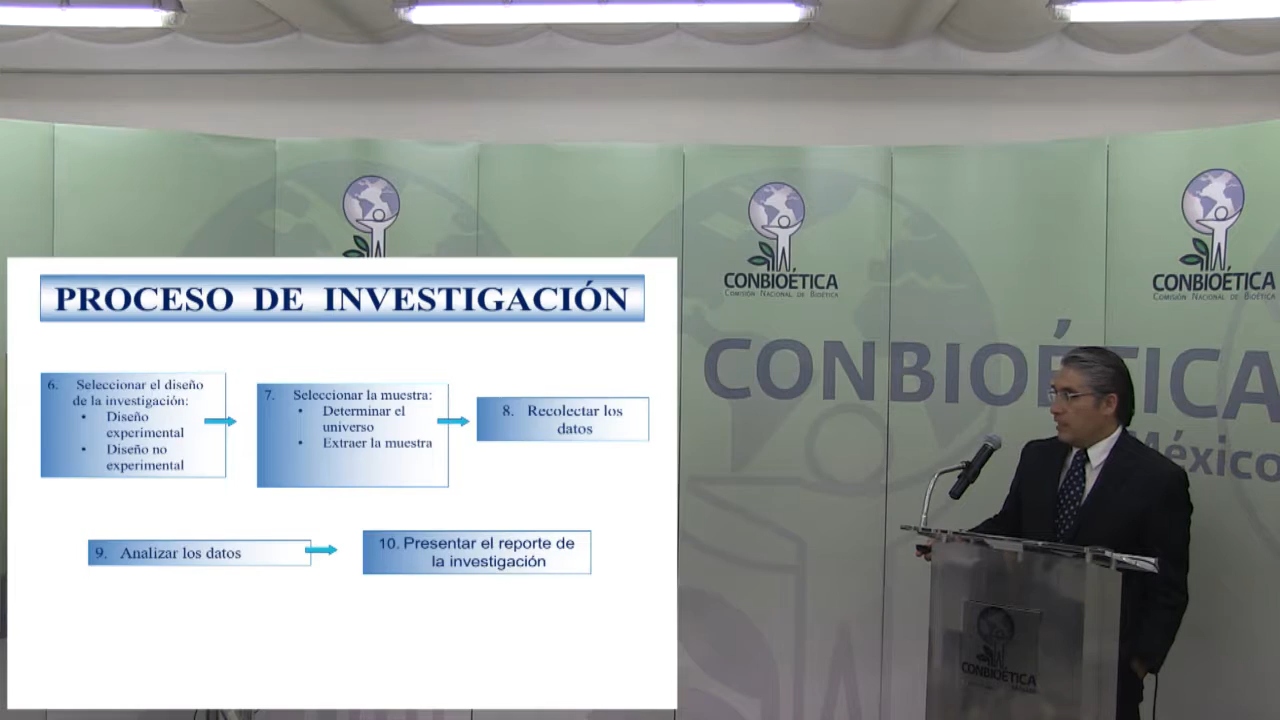 PROCESO DE INVESTIGACIÓN
6. Seleccionar el diseño
de la investigación:
• Diseño
experimental
• Diseño no
experimental
7. Seleccionar la muestra:
• Determinar el
universo
• Extraer la muestra
8. Recolectar los
datos
9. Analizar los datos
10. Presentar el reporte de
la investigación
CONBIOÉTICA
COMISIÓN NACIONAL DE BIOÉTICA
CONBIOÉTICA
COMISIÓN NACIONAL DE BIOÉTICA
CONBIOÉTICA
México
CONBIOÉTICA